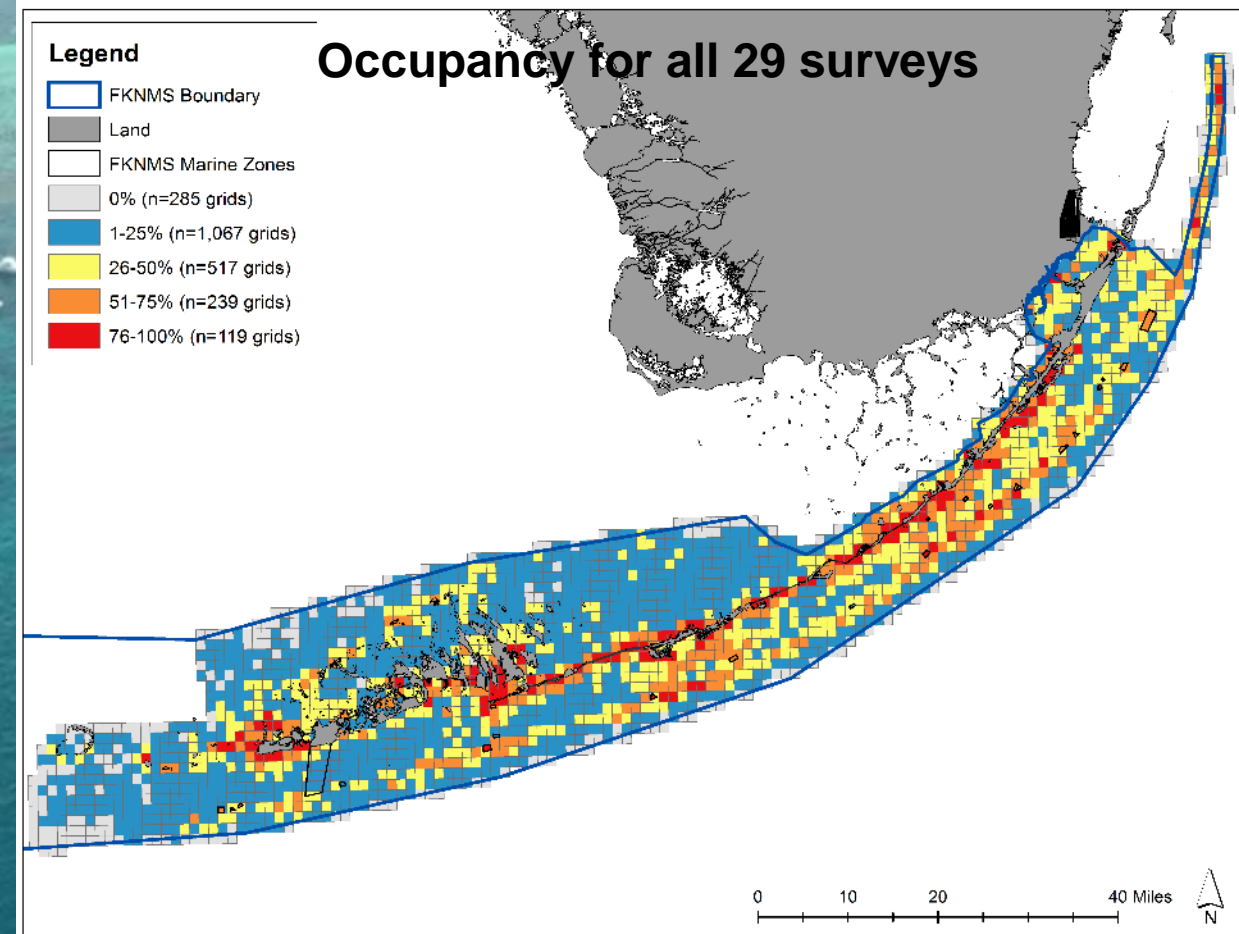 Occupancy for all 29 surveys
Legend
FKNMS Boundary
Land
FKNMS Marine Zones
0% (n=285 grids)
1-25% (n=1,067 grids)
26-50% (n=517 grids)
51-75% (n=239 grids)
76-100% (n=119 grids)
0 10 20 40 Miles
N